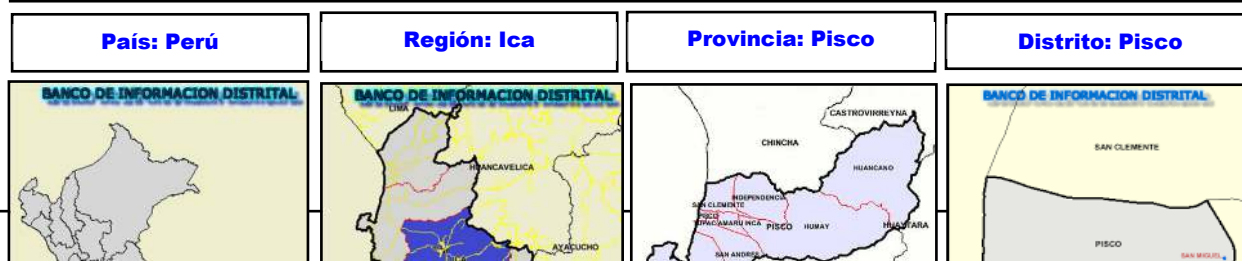 País: Perú
Región: Ica
Provincia: Pisco
Distrito: Pisco
BANCO DE INFORMACION DISTRITAL
BANCO DE INFORMACION DISTRITAL
LIMA
HUANCAVELICA
AYACUCHO
CASTROVIRREYNA
CHINCHA
HUANCANO
INDEPENDENCIA
SAN CLEMENTE
PISCO
TUPAC AMARU INCA
PISCO
HUMAY
HUAYTARA
SAN ANDRES
BANCO DE INFORMACION DISTRITAL
SAN CLEMENTE
PISCO
SAN MIGUEL